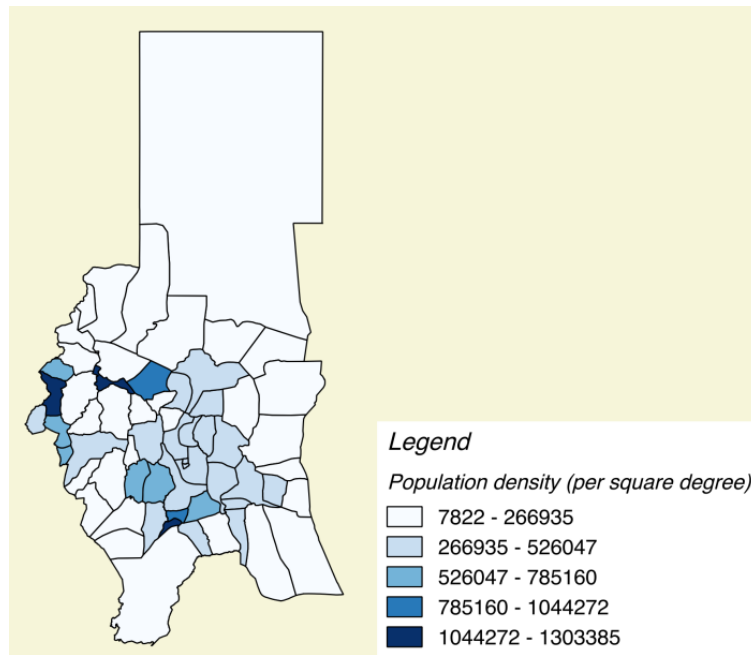 Legend
Population density (per square degree)
7822 - 266935
266935 - 526047
526047 - 785160
785160 - 1044272
1044272 - 1303385